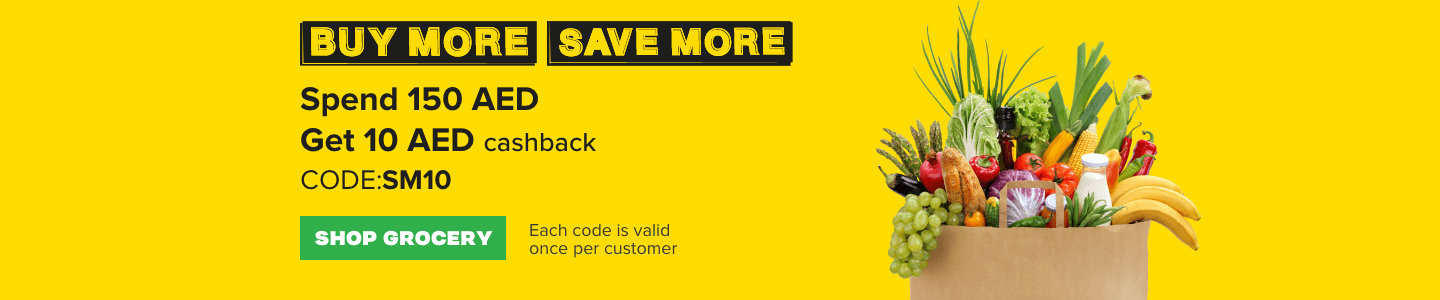 BUY MORE SAVE MORE
Spend 150 AED
Get 10 AED cashback
CODE:SM10
SHOP GROCERY
Each code is valid
once per customer